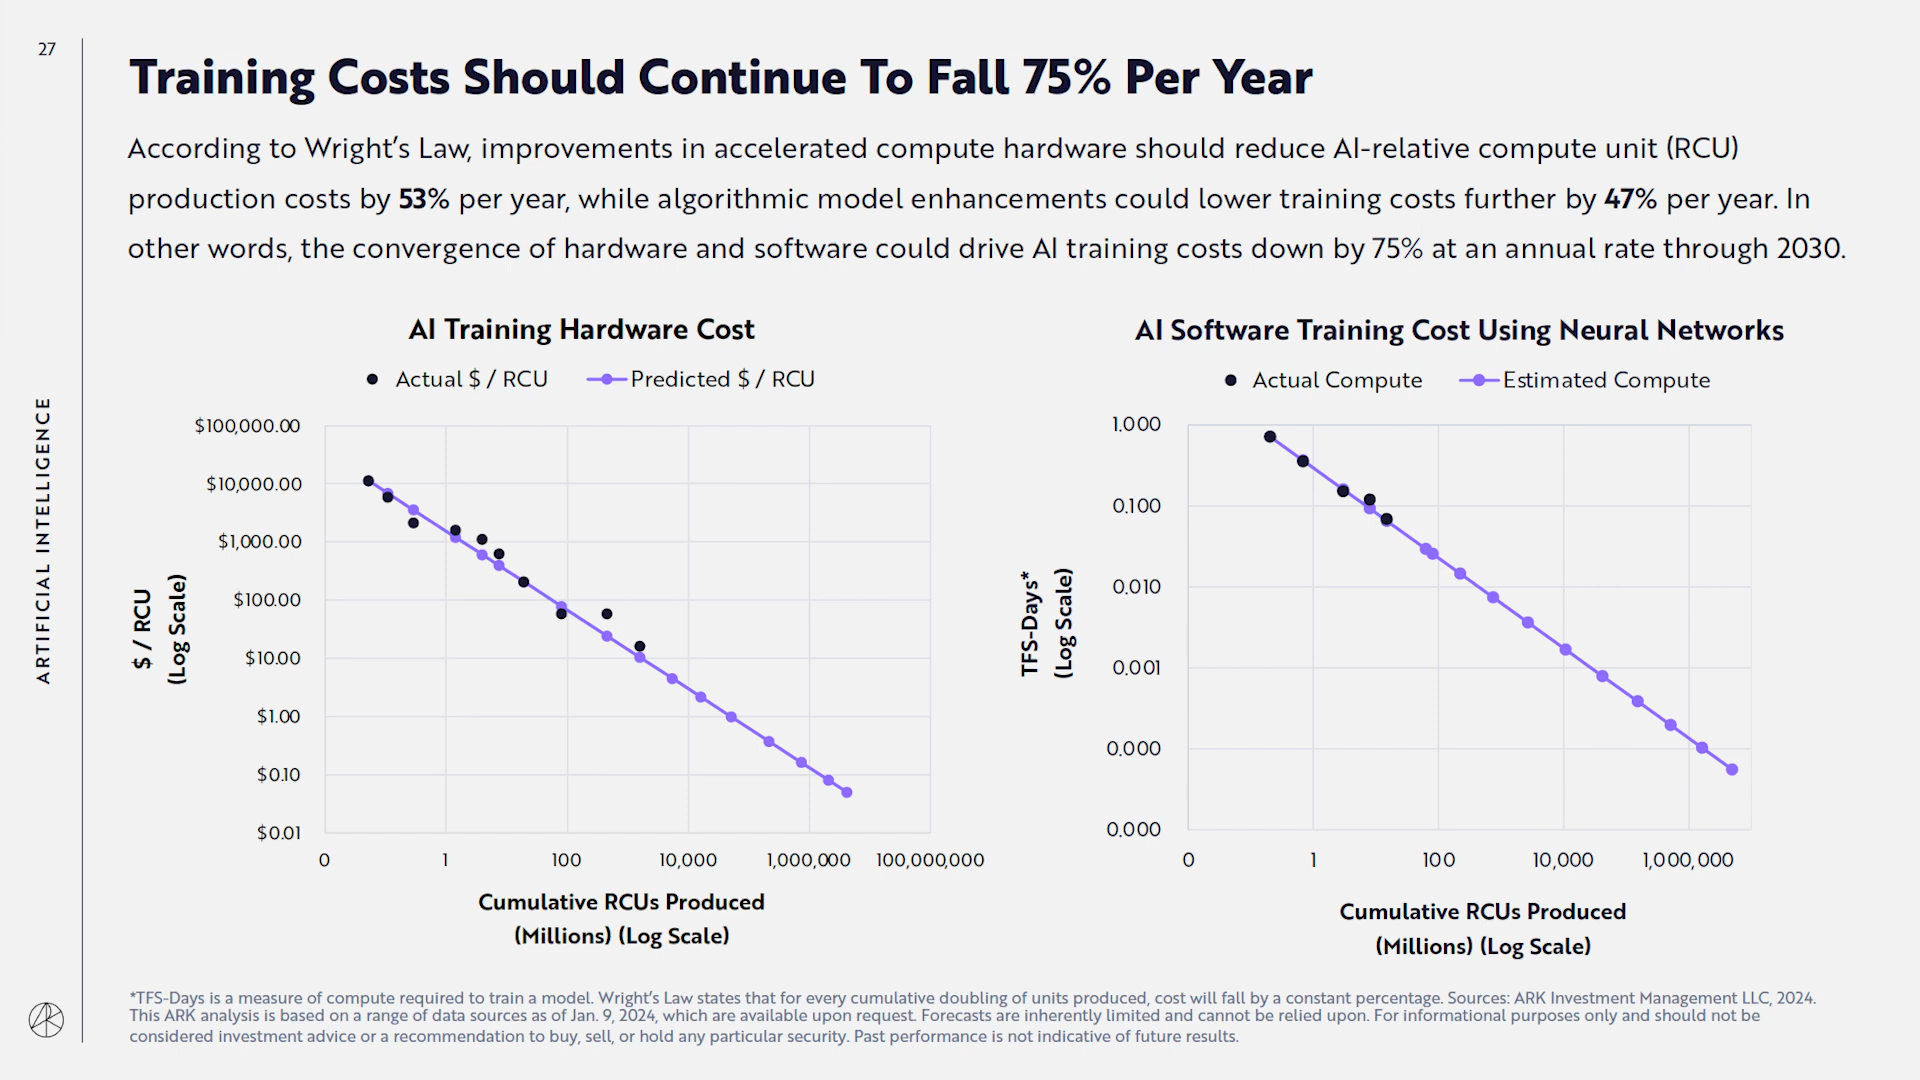 27
Training Costs Should Continue To Fall 75% Per Year
According to Wright's Law, improvements in accelerated compute hardware should reduce AI-relative compute unit (RCU)
production costs by 53% per year, while algorithmic model enhancements could lower training costs further by 47% per year. In
other words, the convergence of hardware and software could drive AI training costs down by 75% at an annual rate through 2030.
ARTIFICIAL INTELLIGENCE
AI Training Hardware Cost
Actual $ / RCU
Predicted $ / RCU
$100,000.00
$10,000.00
$1,000.00
$100.00
$10.00
$1.00
$0.10
$0.01
$ / RCU
(Log Scale)
0
1
100
10,000
1,000,000
100,000,000
Cumulative RCUs Produced
(Millions) (Log Scale)
AI Software Training Cost Using Neural Networks
Actual Compute
Estimated Compute
1.000
0.100
0.010
0.001
0.000
0.000
TFS-Days*
(Log Scale)
0
1
100
10,000
1,000,000
Cumulative RCUs Produced
(Millions) (Log Scale)
*TFS-Days is a measure of compute required to train a model. Wright's Law states that for every cumulative doubling of units produced, cost will fall by a constant percentage. Sources: ARK Investment Management LLC, 2024.
This ARK analysis is based on a range of data sources as of Jan. 9, 2024, which are available upon request. Forecasts are inherently limited and cannot be relied upon. For informational purposes only and should not be
considered investment advice or a recommendation to buy, sell, or hold any particular security. Past performance is not indicative of future results.